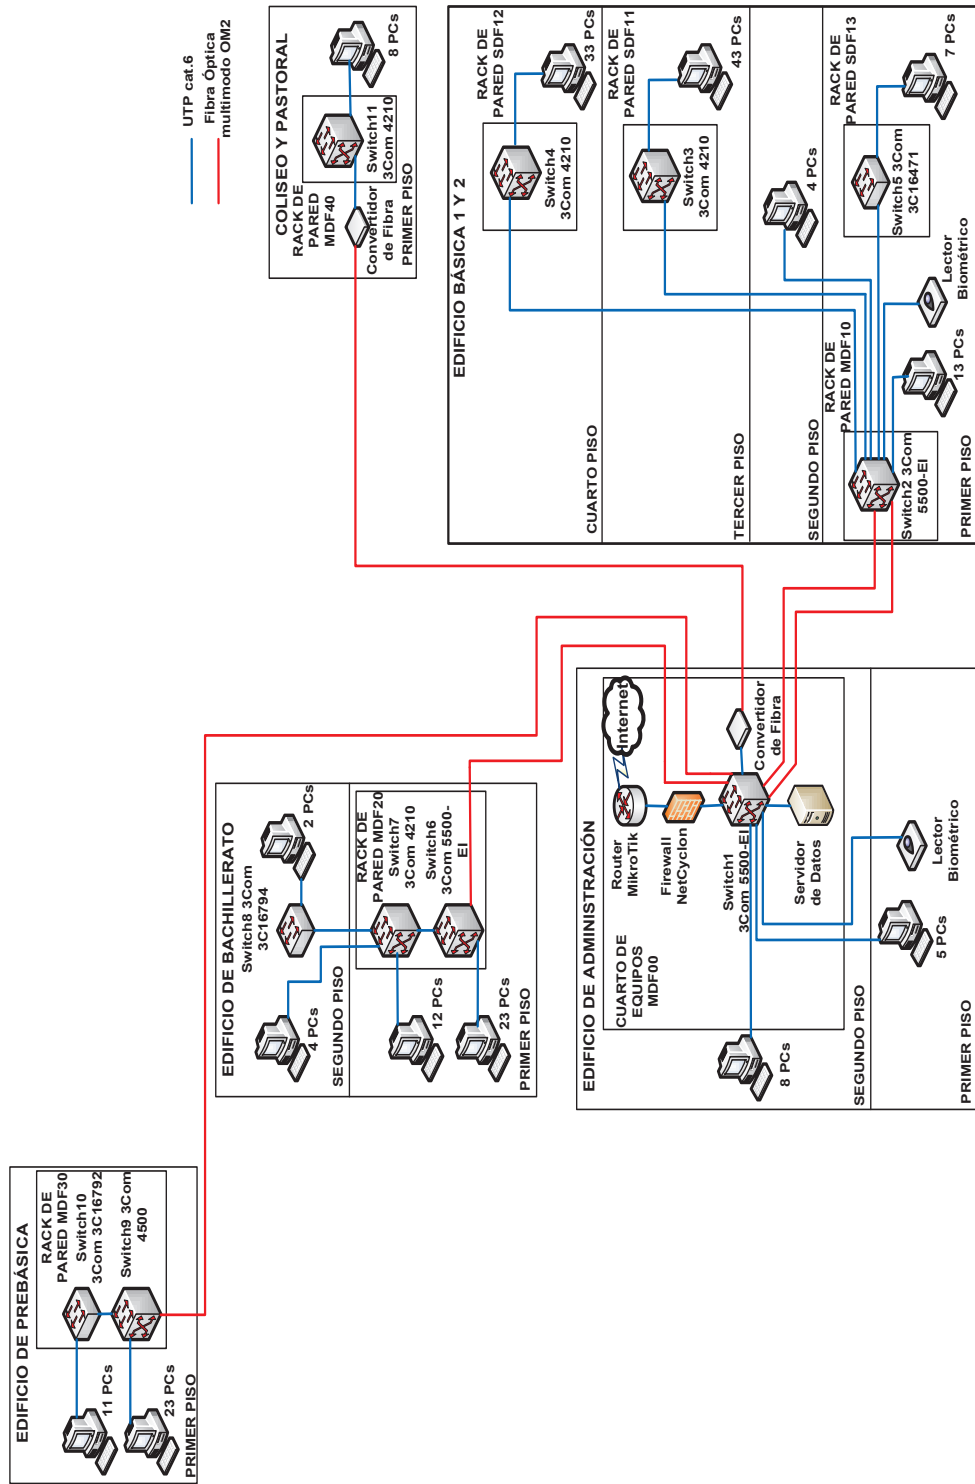 EDIFICIO DE PREBÁSICA
RACK DE
PARED MDF30
Switch10
3Com 3C16792
Switch9 3Com
4500
11 PCs
23 PCs
PRIMER PISO
EDIFICIO DE BACHILLERATO
Switch8 3Com
3C16794
2 PCs
4 PCs
SEGUNDO PISO
RACK DE
PARED MDF20
Switch7
3Com 4210
Switch6
3Com 5500-
EI
12 PCs
23 PCs
PRIMER PISO
EDIFICIO DE ADMINISTRACIÓN
CUARTO DE
EQUIPOS
MDF00
Router
MikroTik
Internet
Firewall
NetCyclon
Switch1
3Com 5500-EI
Convertidor
de Fibra
Servidor
de Datos
8 PCs
SEGUNDO PISO
5 PCs
Lector
Biométrico
PRIMER PISO
UTP cat.6
Fibra Óptica
multimodo OM2
COLISEO Y PASTORAL
RACK DE
PARED
MDF40
Switch11
3Com 4210
8 PCs
Convertidor
de Fibra
PRIMER PISO
EDIFICIO BÁSICA 1 Y 2
RACK DE
PARED SDF12
Switch4
3Com 4210
33 PCs
CUARTO PISO
RACK DE
PARED SDF11
Switch3
3Com 4210
43 PCs
TERCER PISO
4 PCs
SEGUNDO PISO
RACK DE
PARED MDF10
Switch2 3Com
5500-EI
RACK DE
PARED SDF13
Switch5 3Com
3C16471
7 PCs
Lector
Biométrico
13 PCs
PRIMER PISO